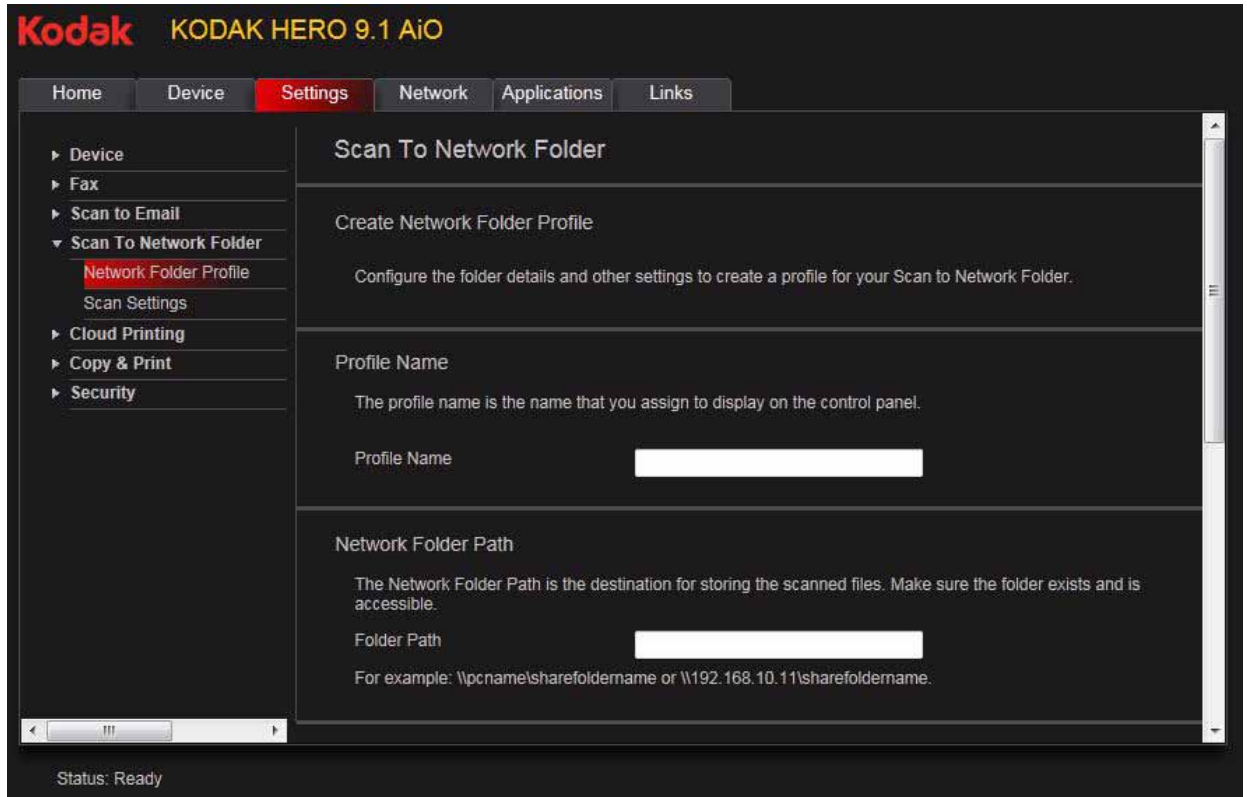 Kodak KODAK HERO 9.1 AiO
Home Device Settings Network Applications Links
Device
Fax
Scan to Email
Scan To Network Folder
Network Folder Profile
Scan Settings
Cloud Printing
Copy & Print
Security
Scan To Network Folder
Create Network Folder Profile
Configure the folder details and other settings to create a profile for your Scan to Network Folder.
Profile Name
The profile name is the name that you assign to display on the control panel.
Profile Name
Network Folder Path
The Network Folder Path is the destination for storing the scanned files. Make sure the folder exists and is
accessible.
Folder Path
For example: \\pcname\sharefoldername or \\192.168.10.11\sharefoldername.
Status: Ready